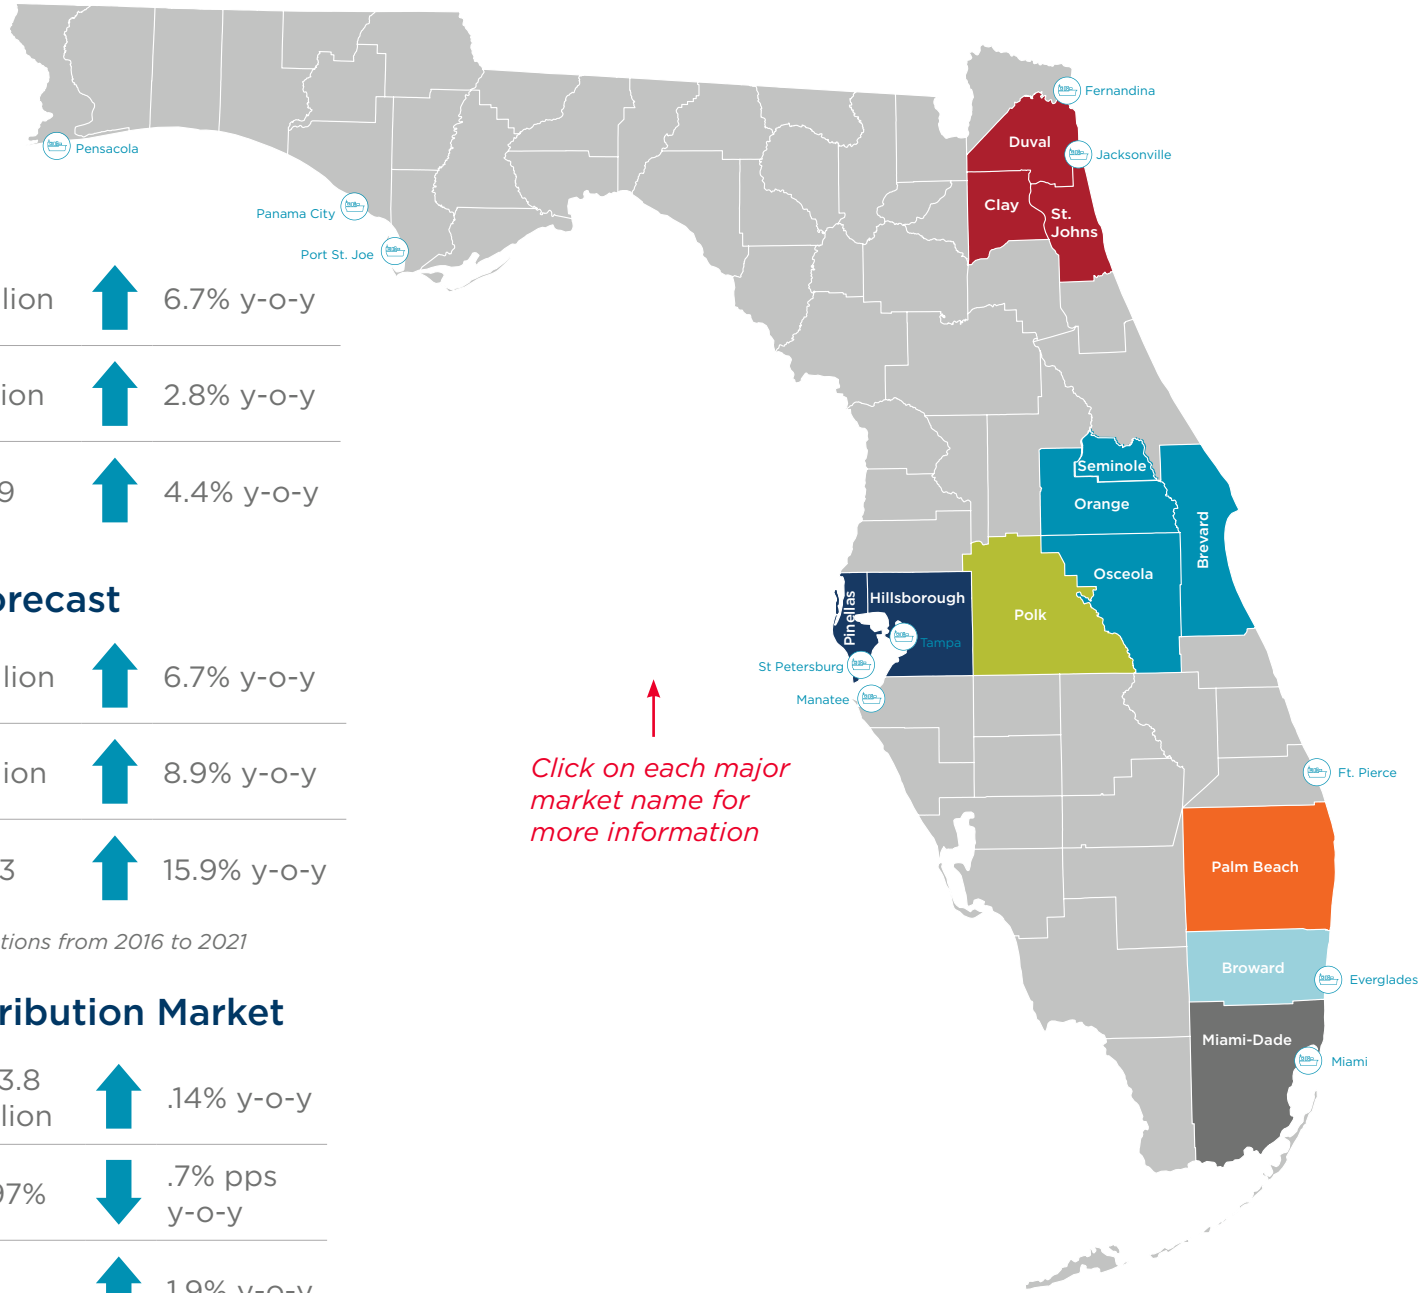 Fernandina
Duval
Pensacola
Jacksonville
Clay
St.
Johns
Panama City
Port St. Joe
lion
6.7% y-o-y
ion
2.8% y-o-y
9
4.4% y-o-y
orecast
lion
6.7% y-o-y
ion
8.9% y-o-y
3
15.9% y-o-y
tions from 2016 to 2021
ribution Market
3.8
lion
.14% y-o-y
97%
.7% pps
y-o-y
1.9% y-o-y
Seminole
Orange
Brevard
Osceola
Pinellas
Hillsborough
Polk
Tampa
St Petersburg
Manatee
Click on each major
market name for
more information
Ft. Pierce
Palm Beach
Broward
Everglades
Miami-Dade
Miami